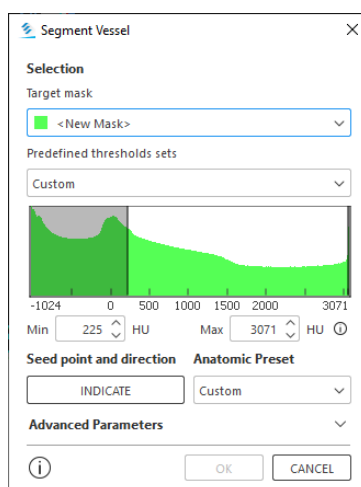 Segment Vessel
Selection
Target mask
<New Mask>
Predefined thresholds sets
Custom
-1024 0 500 1000 1500 2000 3071
Min 225 HU Max 3071 HU
Seed point and direction Anatomic Preset
INDICATE Custom
Advanced Parameters
OK CANCEL